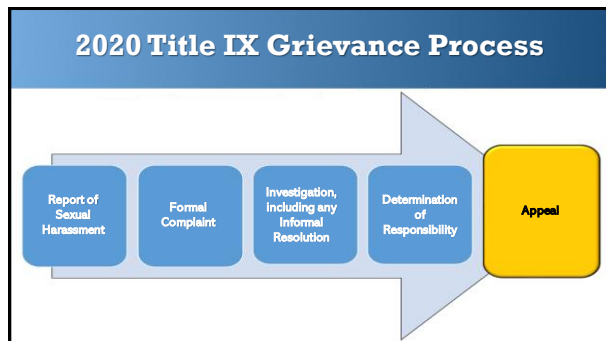 2020 Title IX Grievance Process
Report of
Sexual
Harassment
Formal
Complaint
Investigation,
including any
Informal
Resolution
Determination
of
Responsibility
Appeal